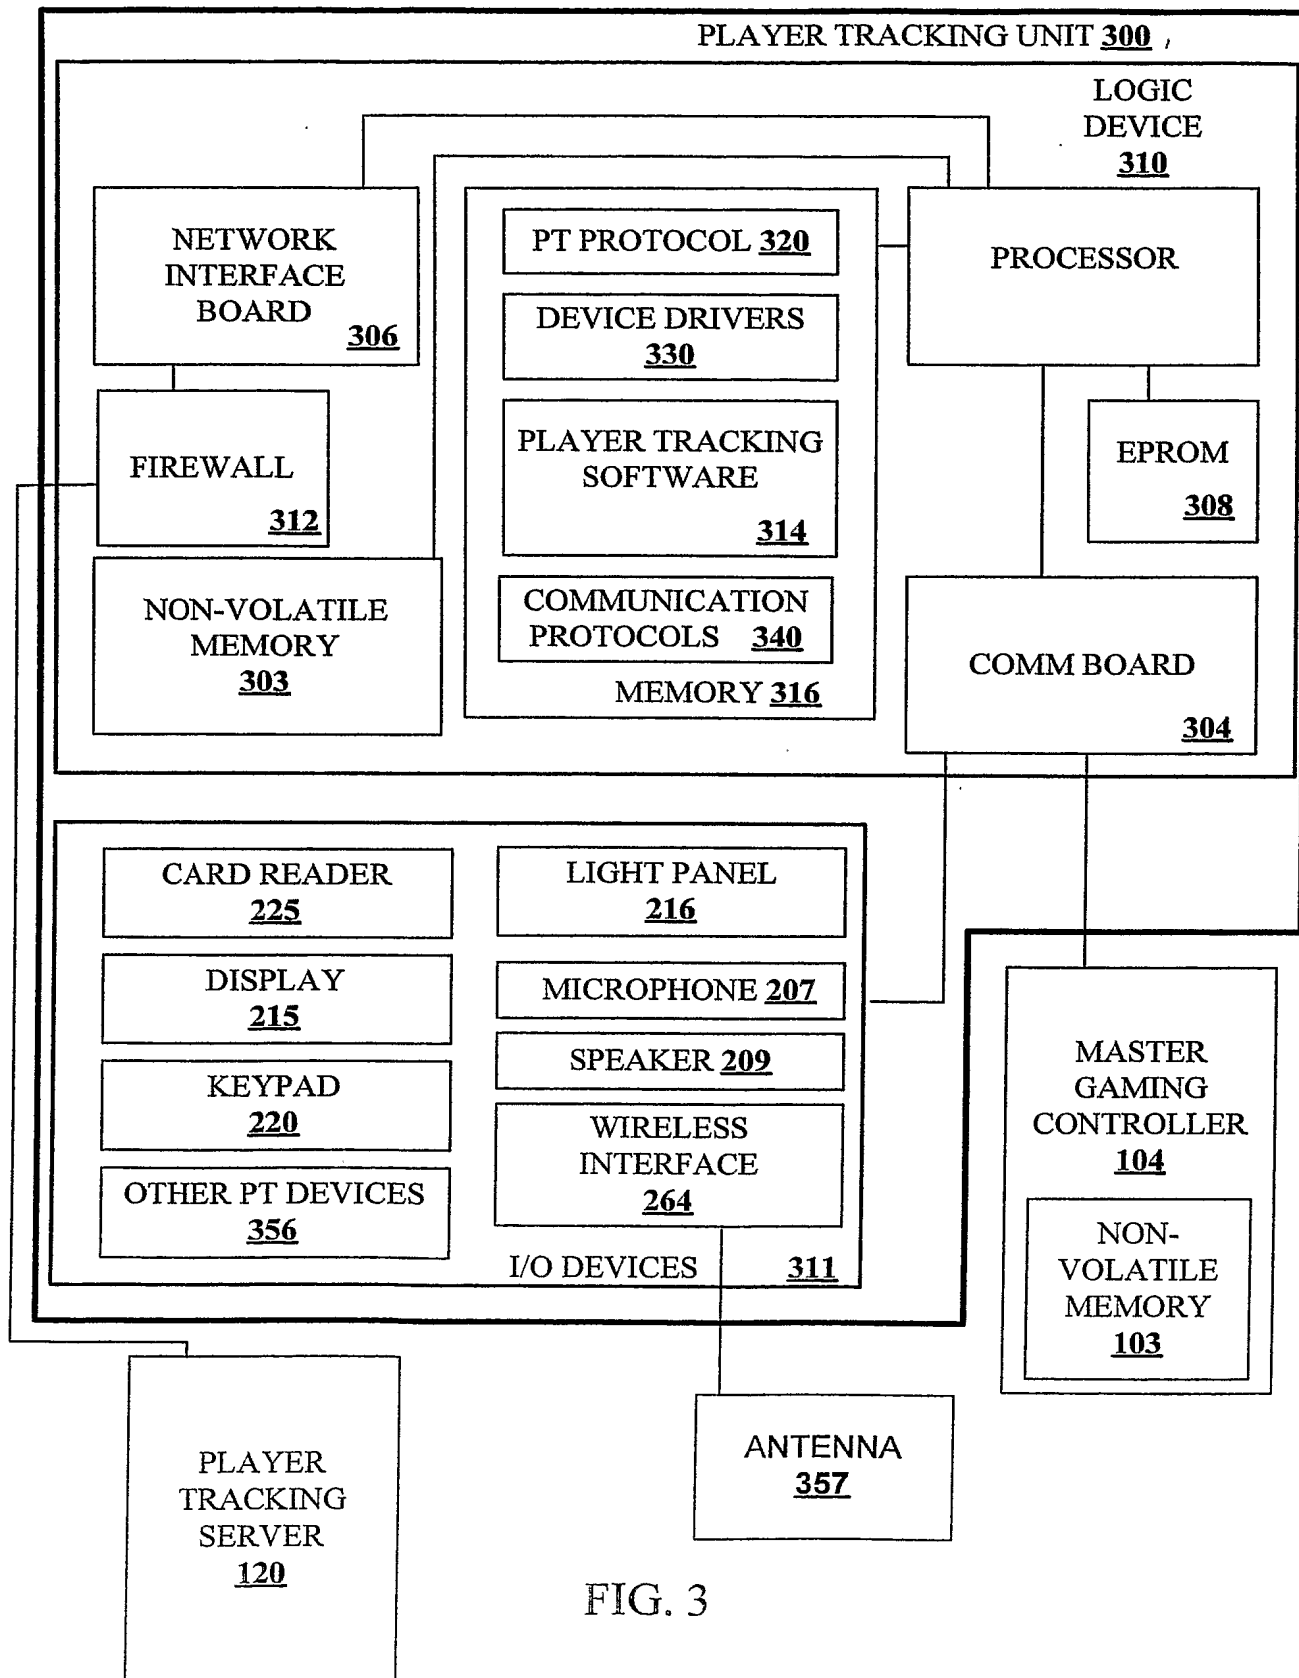 PLAYER TRACKING UNIT 300
LOGIC
DEVICE
310
NETWORK
INTERFACE
BOARD
306
PT PROTOCOL 320
DEVICE DRIVERS
330
PLAYER TRACKING
SOFTWARE
314
COMMUNICATION
PROTOCOLS 340
MEMORY 316
PROCESSOR
FIREWALL
312
EPROM
308
NON-VOLATILE
MEMORY
303
COMM BOARD
304
CARD READER
225
LIGHT PANEL
216
DISPLAY
215
MICROPHONE 207
SPEAKER 209
KEYPAD
220
WIRELESS
INTERFACE
264
OTHER PT DEVICES
356
I/O DEVICES 311
MASTER
GAMING
CONTROLLER
104
NON-
VOLATILE
MEMORY
103
PLAYER
TRACKING
SERVER
120
ANTENNA
357
FIG. 3